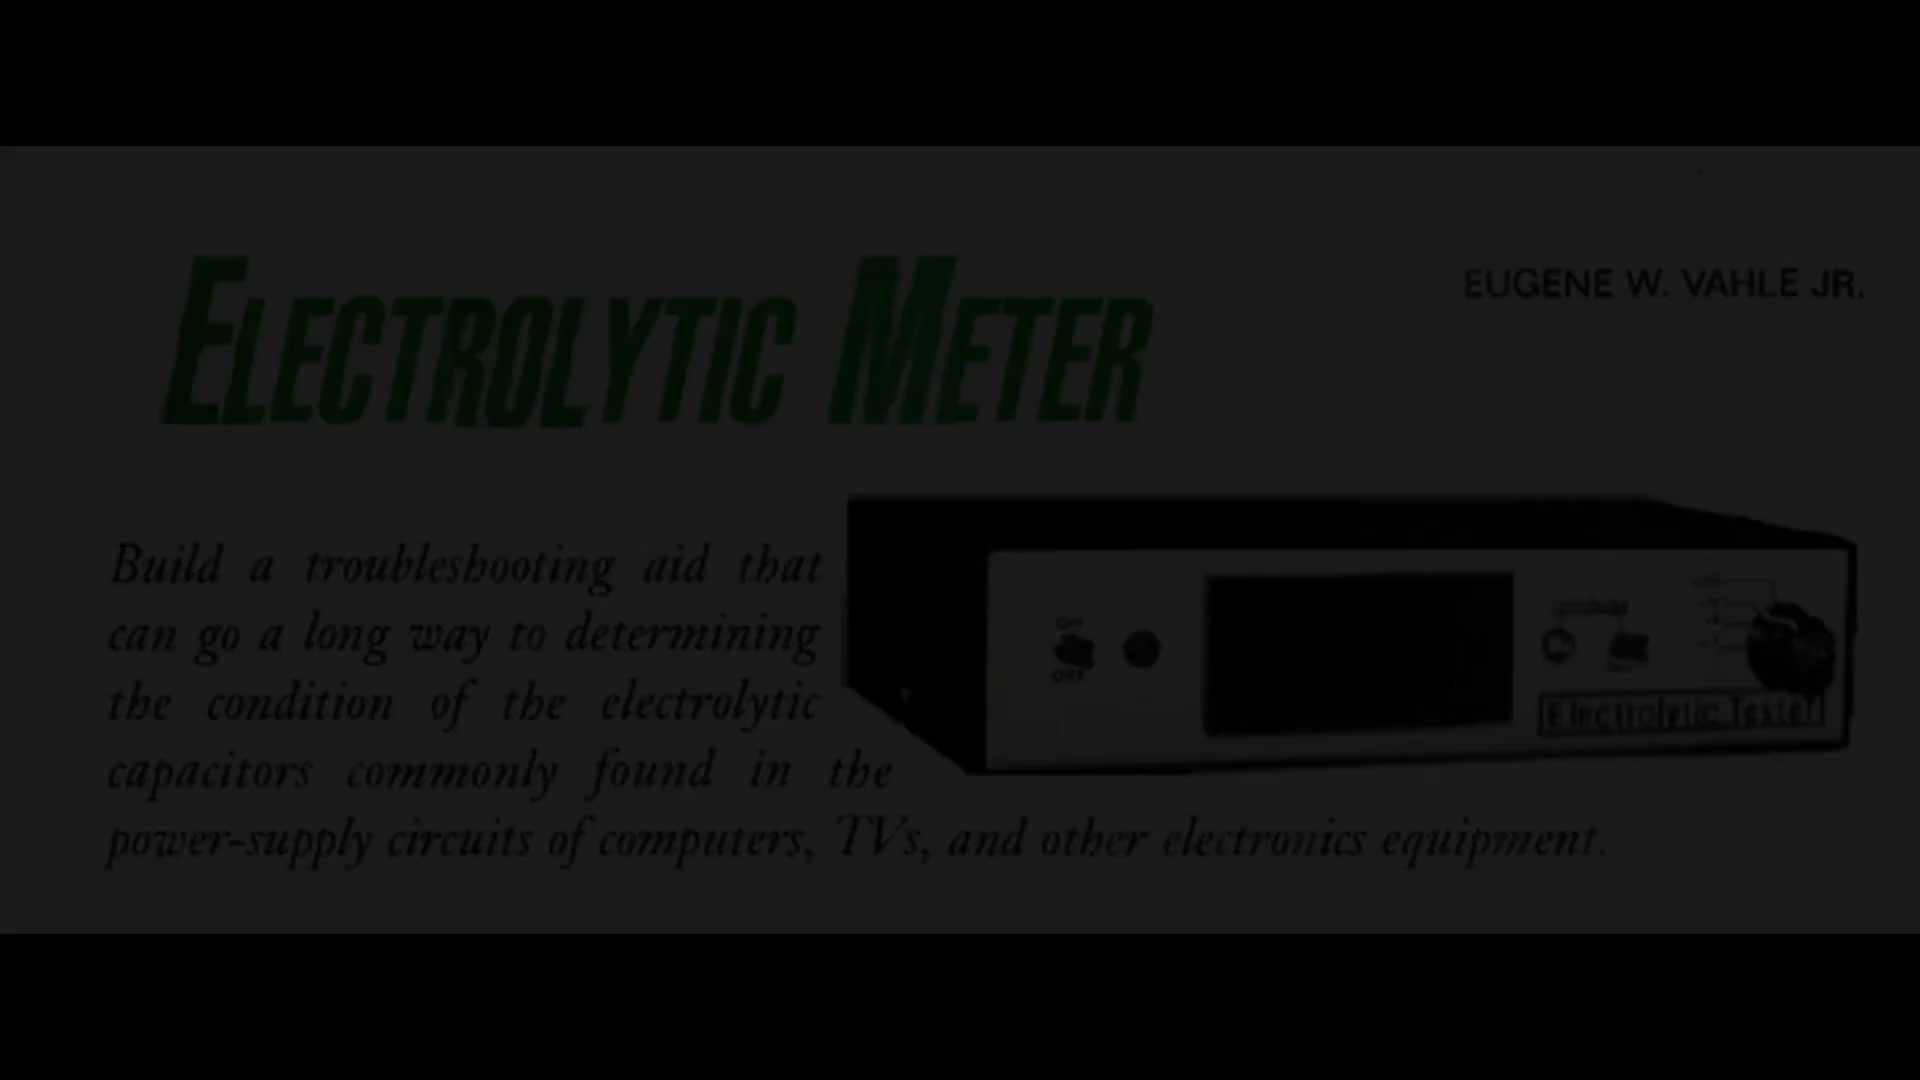 ELECTROLYTIC METER
EUGENE W. VAHLE JR.
Build a troubleshooting aid that
can go a long way to determining
the condition of the electrolytic
capacitors commonly found in the
power-supply circuits of computers, TVs, and other electronics equipment.
OFF
Electrolytic Tester